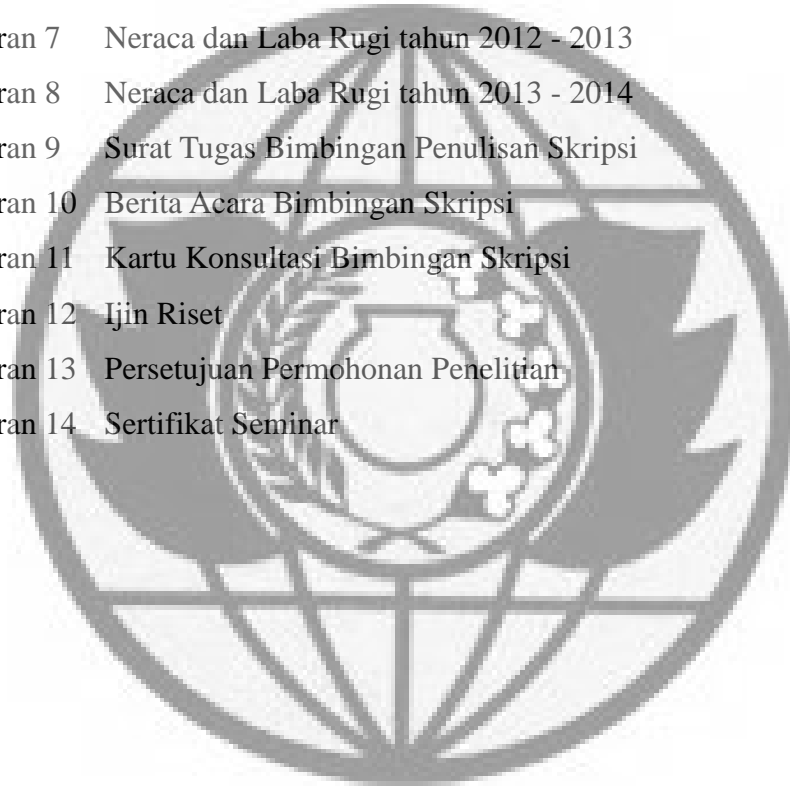 ran 7 Neraca dan Laba Rugi tahun 2012 - 2013
ran 8 Neraca dan Laba Rugi tahun 2013 - 2014
ran 9 Surat Tugas Bimbingan Penulisan Skripsi
ran 10 Berita Acara Bimbingan Skripsi
ran 11 Kartu Konsultasi Bimbingan Skripsi
ran 12 Ijin Riset
ran 13 Persetujuan Permohonan Penelitian
ran 14 Sertifikat Seminar